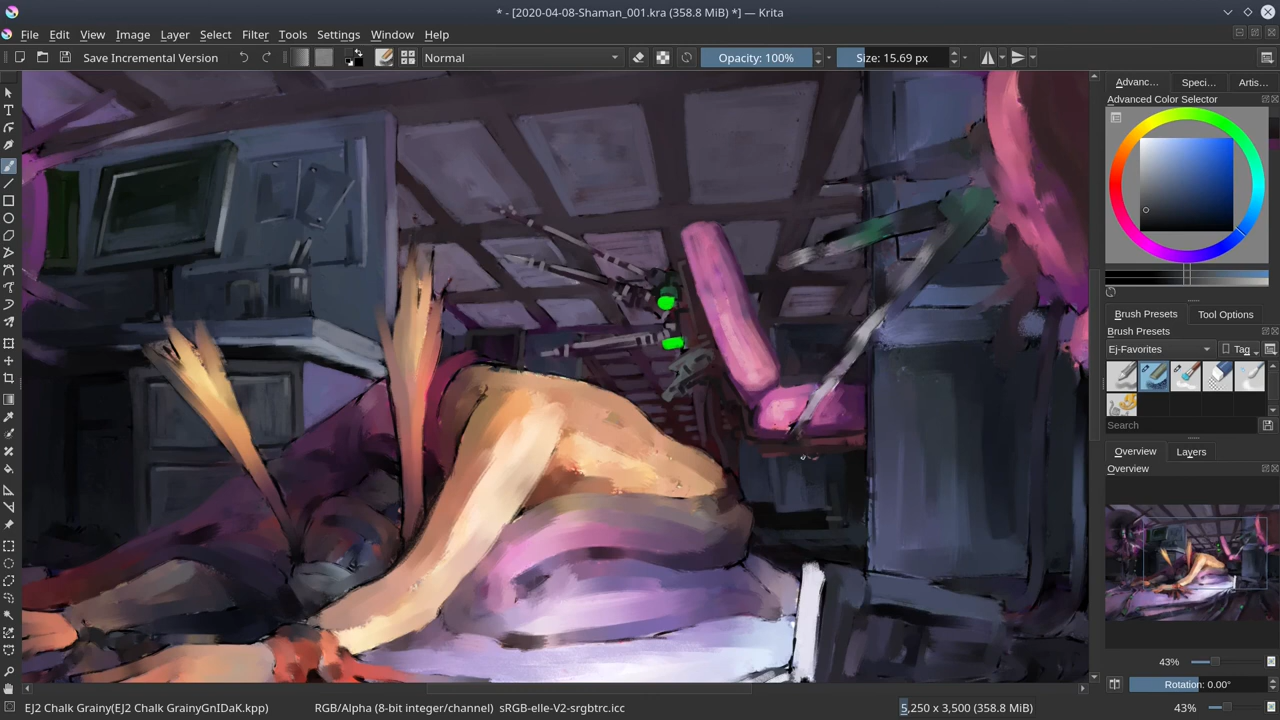 * - [2020-04-08-Shaman_001.kra (358.8 MiB) *] — Krita
File Edit View Image Layer Select Filter Tools Settings Window Help
Save Incremental Version Normal Opacity: 100% Size: 15.69 px
Advanc... Speci... Artis...
Advanced Color Selector
Brush Presets Tool Options
Brush Presets
Ej-Favorites Tag
Search
Overview Layers
Overview
43%
Rotation: 0.00°
EJ2 Chalk Grainy(EJ2 Chalk GrainyGnIDaK.kpp) RGB/Alpha (8-bit integer/channel) sRGB-elle-V2-srgbtrc.icc 5,250 x 3,500 (358.8 MiB) 43%